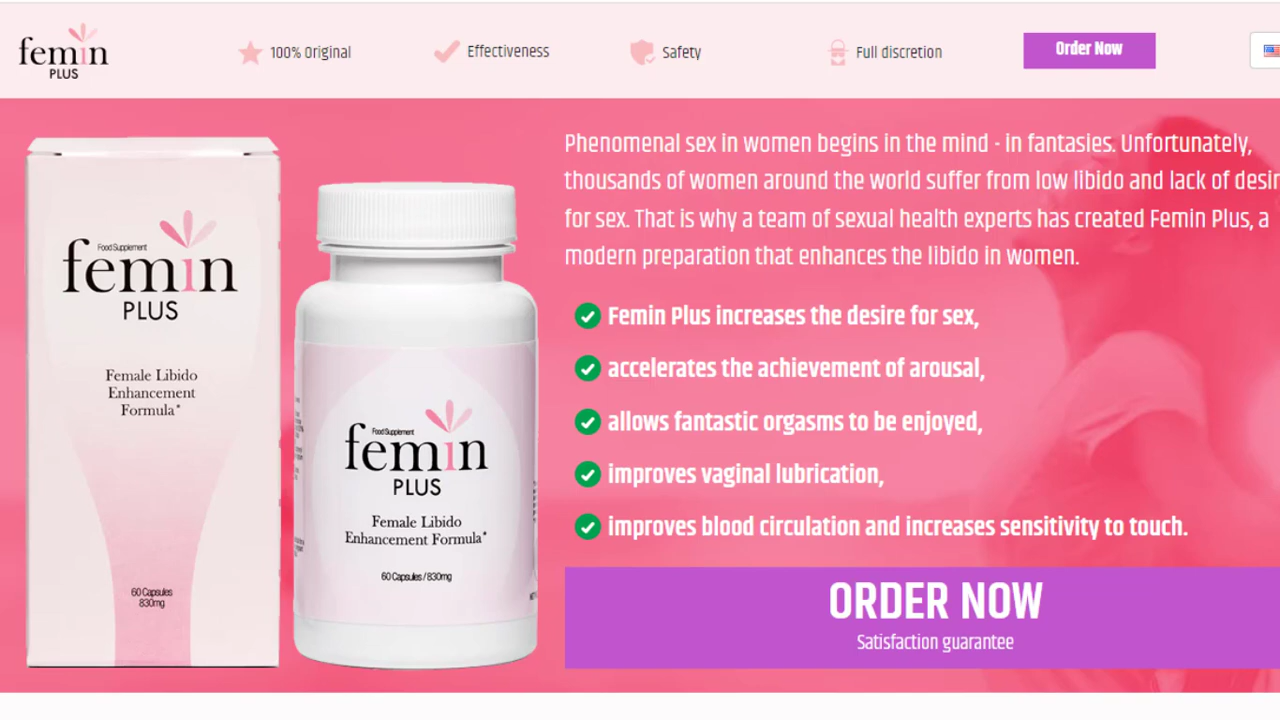 femin
PLUS
100% Original
Effectiveness
Safety
Full discretion
Order Now
Phenomenal sex in women begins in the mind - in fantasies. Unfortunately,
thousands of women around the world suffer from low libido and lack of
for sex. That is why a team of sexual health experts has created Femin Plus, a
modern preparation that enhances the libido in women.
Femin Plus increases the desire for sex,
accelerates the achievement of arousal,
allows fantastic orgasms to be enjoyed,
improves vaginal lubrication,
improves blood circulation and increases sensitivity to touch.
ORDER NOW
Satisfaction guarantee
Food Supplement
femin
PLUS
Female Libido
Enhancement
Formula*
60 Capsules
830mg
Food Supplement
femin
PLUS
Female Libido
Enhancement Formula*
60 Capsules / 830mg